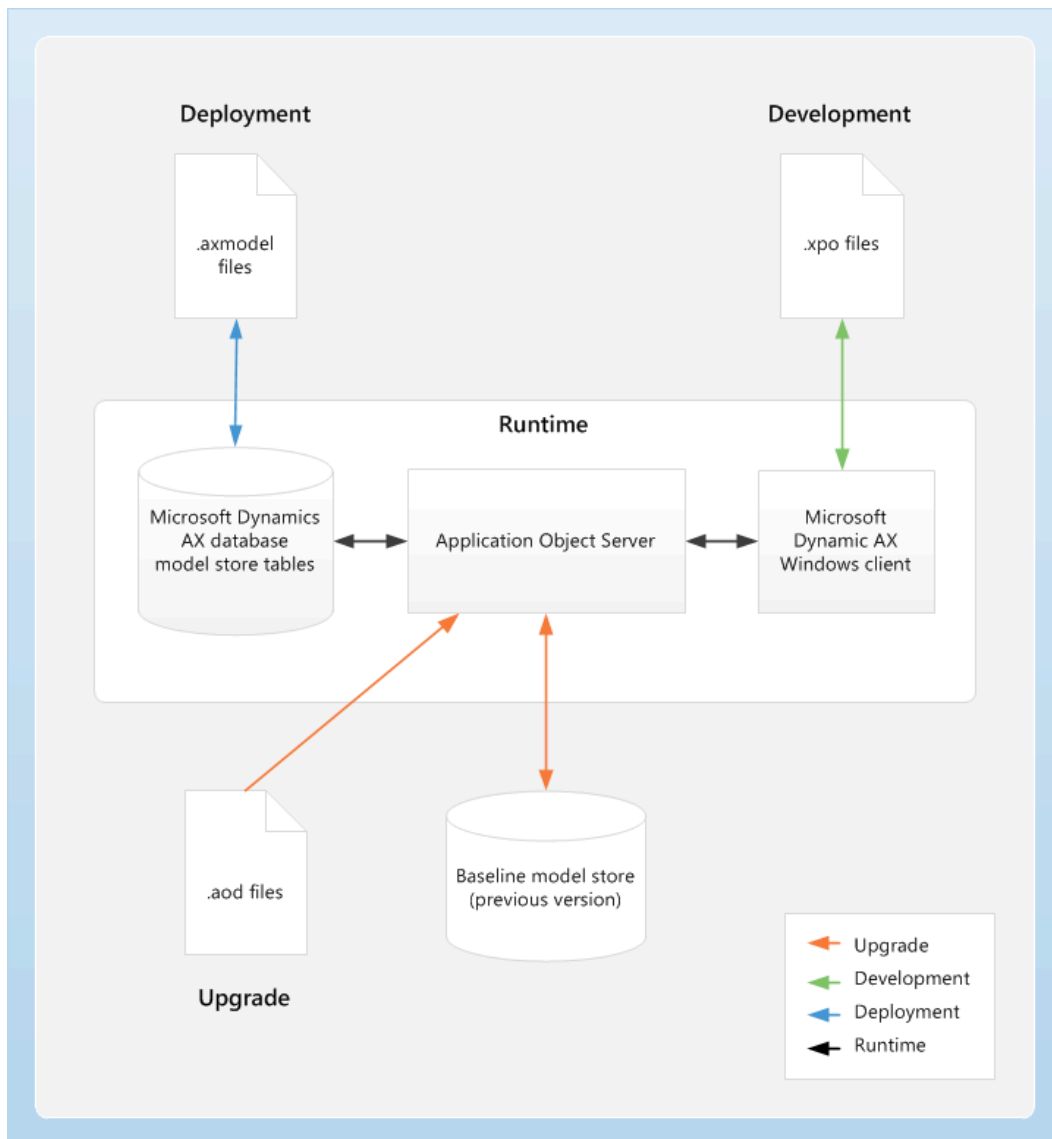 Deployment
Development
.axmodel
files
.xpo files
Runtime
Microsoft Dynamics
AX database
model store tables
Application Object Server
Microsoft
Dynamic AX
Windows client
.aod files
Baseline model store
(previous version)
Upgrade
Upgrade
Development
Deployment
Runtime